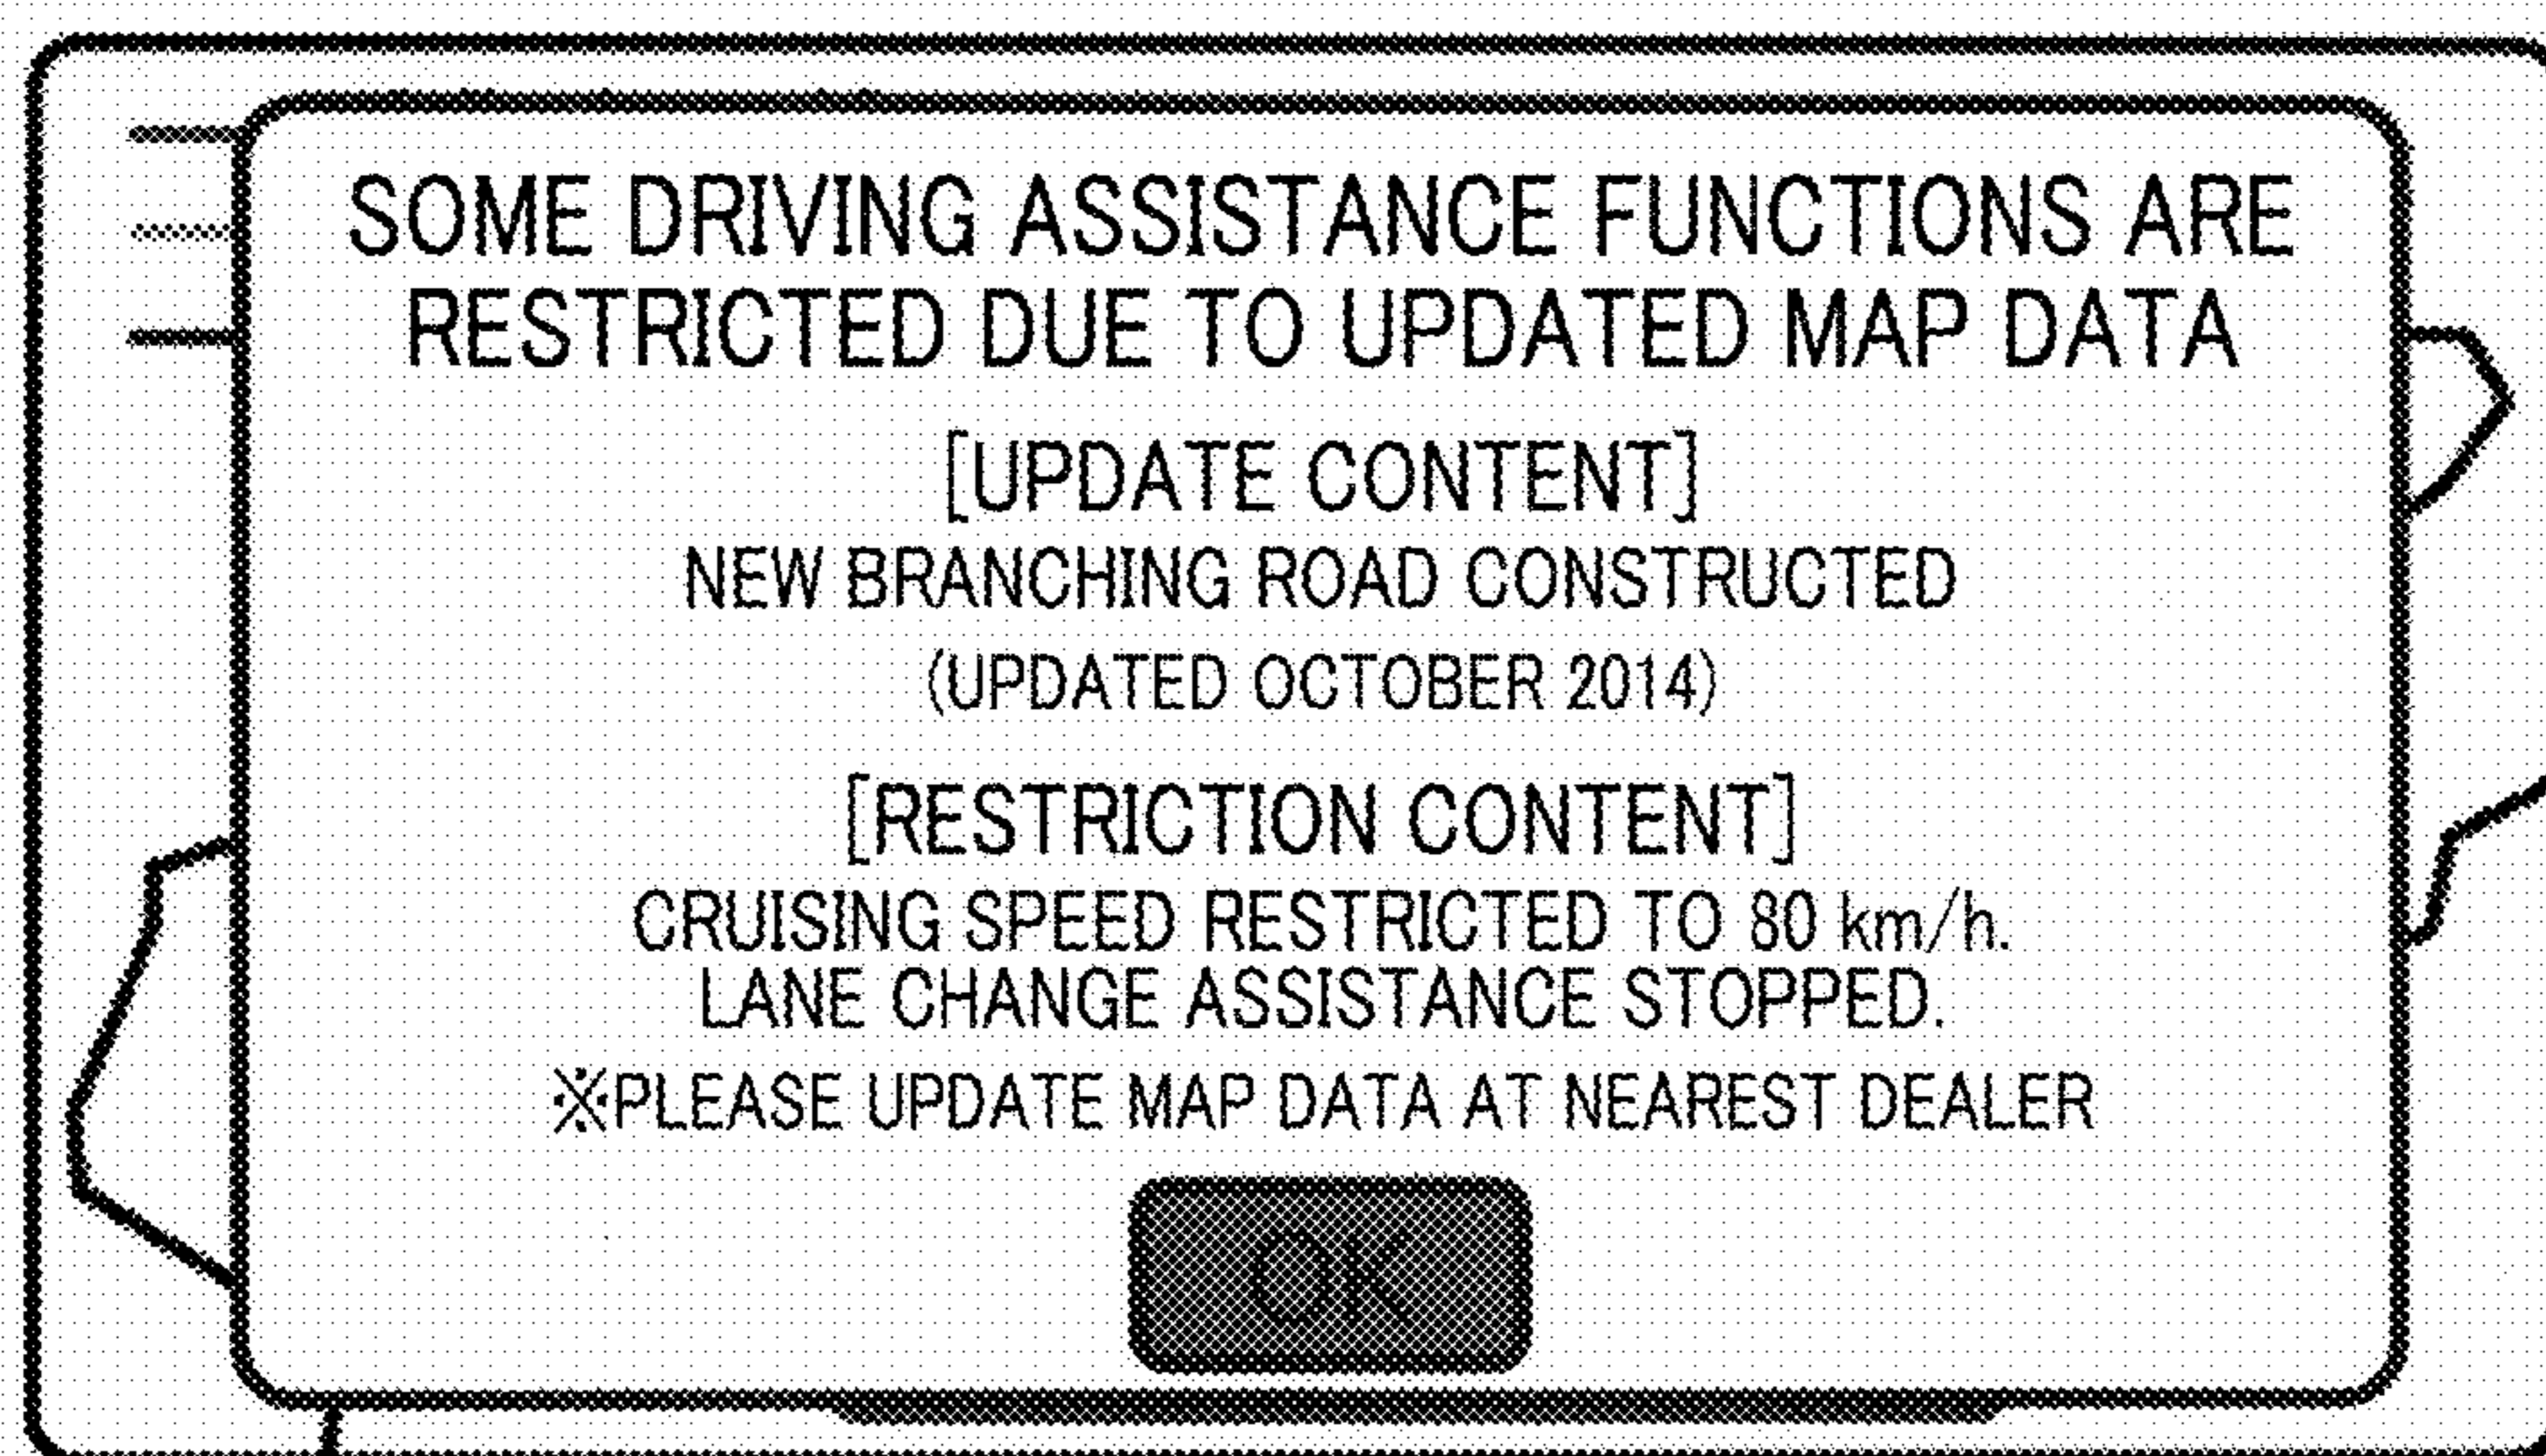 SOME DRIVING ASSISTANCE FUNCTIONS ARE
RESTRICTED DUE TO UPDATED MAP DATA
[UPDATE CONTENT]
NEW BRANCHING ROAD CONSTRUCTED
(UPDATED OCTOBER 2014)
[RESTRICTION CONTENT]
CRUISING SPEED RESTRICTED TO 80 km/h.
LANE CHANGE ASSISTANCE STOPPED.
※PLEASE UPDATE MAP DATA AT NEAREST DEALER
OK